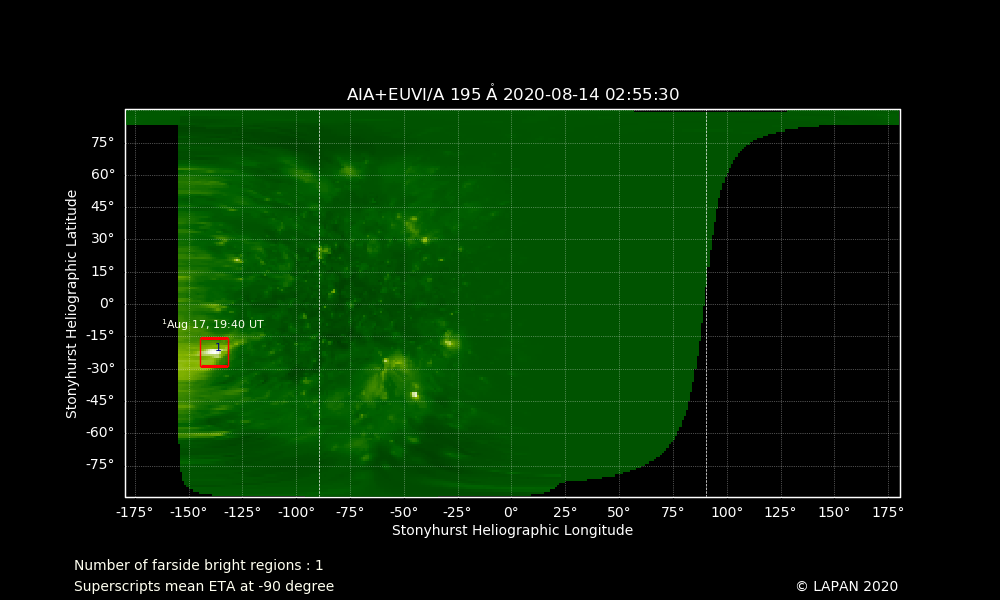 AIA+EUVI/A 195 Å 2020-08-14 02:55:30
Stonyhurst Heliographic Latitude
75°
60°
45°
30°
15°
0°
-15°
-30°
-45°
-60°
-75°
¹Aug 17, 19:40 UT
1
-175° -150° -125° -100° -75° -50° -25° 0° 25° 50° 75° 100° 125° 150° 175°
Stonyhurst Heliographic Longitude
Number of farside bright regions : 1
Superscripts mean ETA at -90 degree
© LAPAN 2020